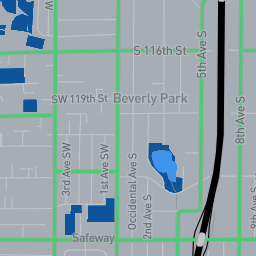 S 116th St
5th Ave S
8th Ave S
SW 119th St
Beverly Park
3rd Ave SW
1st Ave SW
Occidental Ave S
2nd Ave S
Safeway